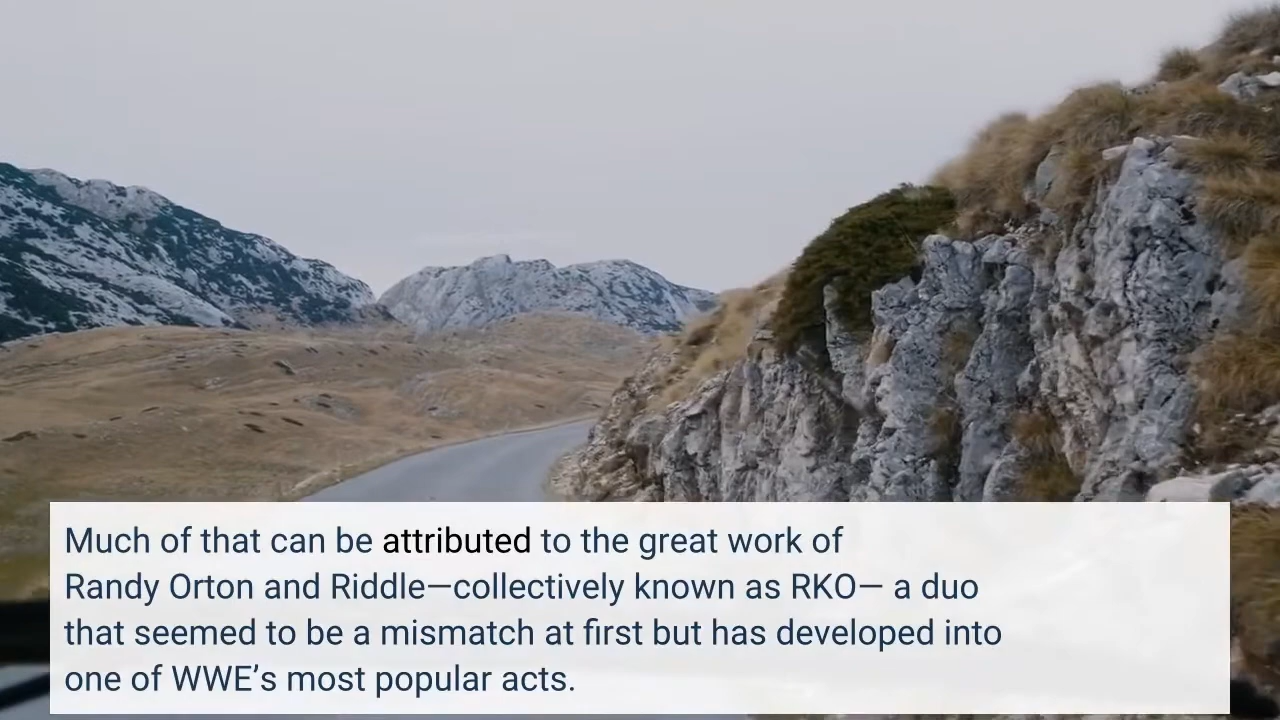 Much of that can be attributed to the great work of
Randy Orton and Riddle—collectively known as RKO— a duo
that seemed to be a mismatch at first but has developed into
one of WWE’s most popular acts.